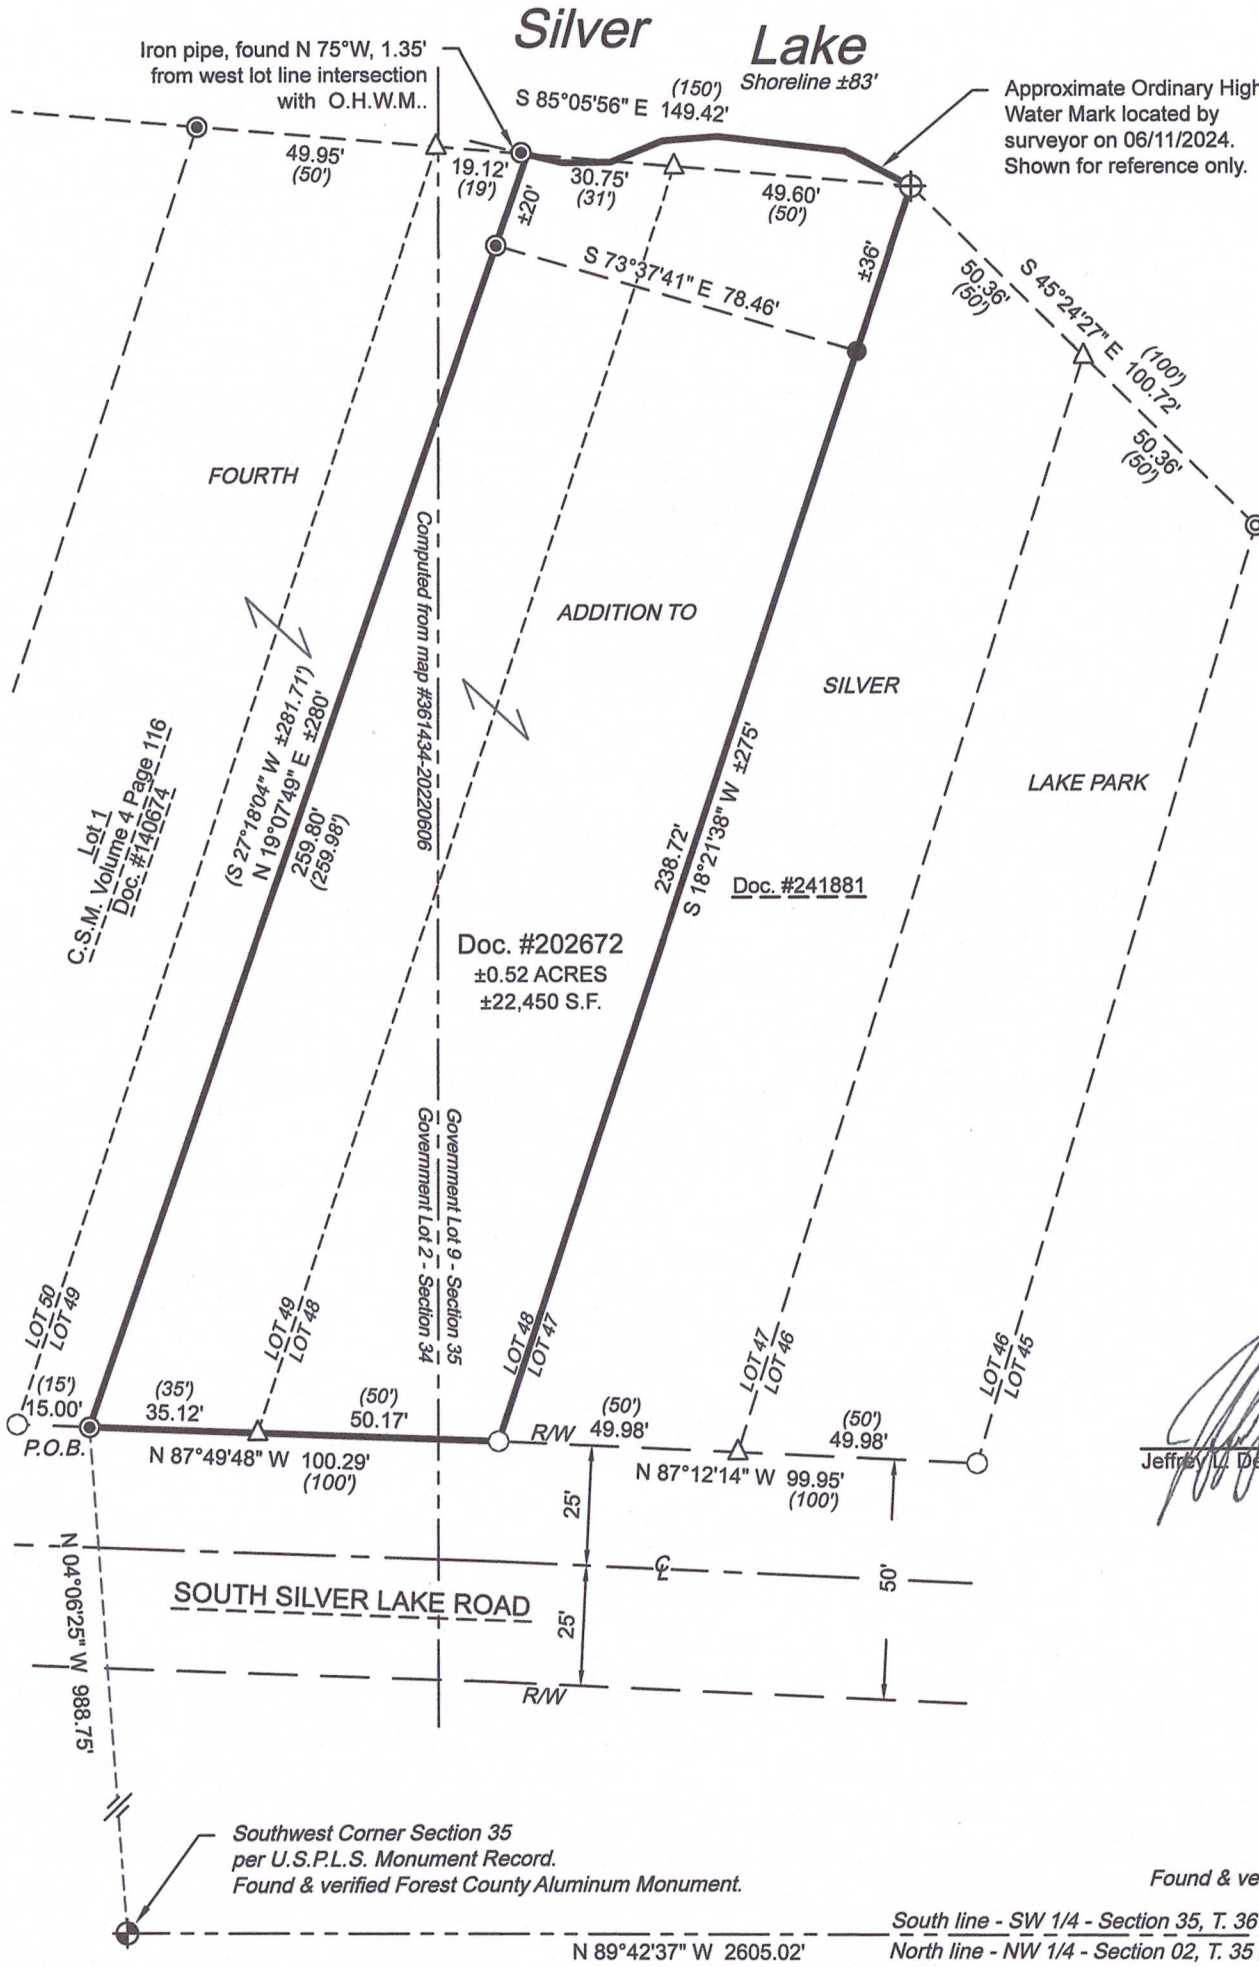 Silver Lake
Iron pipe, found N 75°W, 1.35'
from west lot line intersection
with O.H.W.M..
Shoreline ±83'
(150')
S 85°05'56" E 149.42'
Approximate Ordinary High
Water Mark located by
surveyor on 06/11/2024.
Shown for reference only.
49.95'
(50')
19.12'
(19')
30.75'
(31')
49.60'
(50')
±20'
±36'
S 73°37'41" E 78.46'
50.36'
(50')
S 45°24'27" E 100.72'
(100')
50.36'
(50')
FOURTH
ADDITION TO
SILVER
LAKE PARK
Computed from map #361434-20220606
Lot 1
C.S.M. Volume 4 Page 116
Doc. #140674
(S 27°18'04" W ±281.71')
N 19°07'49" E ±280'
259.80'
(259.98')
238.72'
S 18°21'38" W ±275'
Doc. #241881
Doc. #202672
±0.52 ACRES
±22,450 S.F.
Government Lot 9 - Section 35
Government Lot 2 - Section 34
LOT 50
LOT 49
LOT 49
LOT 48
LOT 48
LOT 47
LOT 47
LOT 46
LOT 46
LOT 45
(15')
15.00'
(35')
35.12'
(50')
50.17'
R/W
(50')
49.98'
(50')
49.98'
P.O.B.
N 87°49'48" W 100.29'
(100')
N 87°12'14" W 99.95'
(100')
Jeffrey L. De
25'
25'
50'
SOUTH SILVER LAKE ROAD
R/W
N 04°06'25" W 988.75'
Southwest Corner Section 35
per U.S.P.L.S. Monument Record.
Found & verified Forest County Aluminum Monument.
Found & ve
South line - SW 1/4 - Section 35, T. 36
N 89°42'37" W 2605.02'
North line - NW 1/4 - Section 02, T. 35